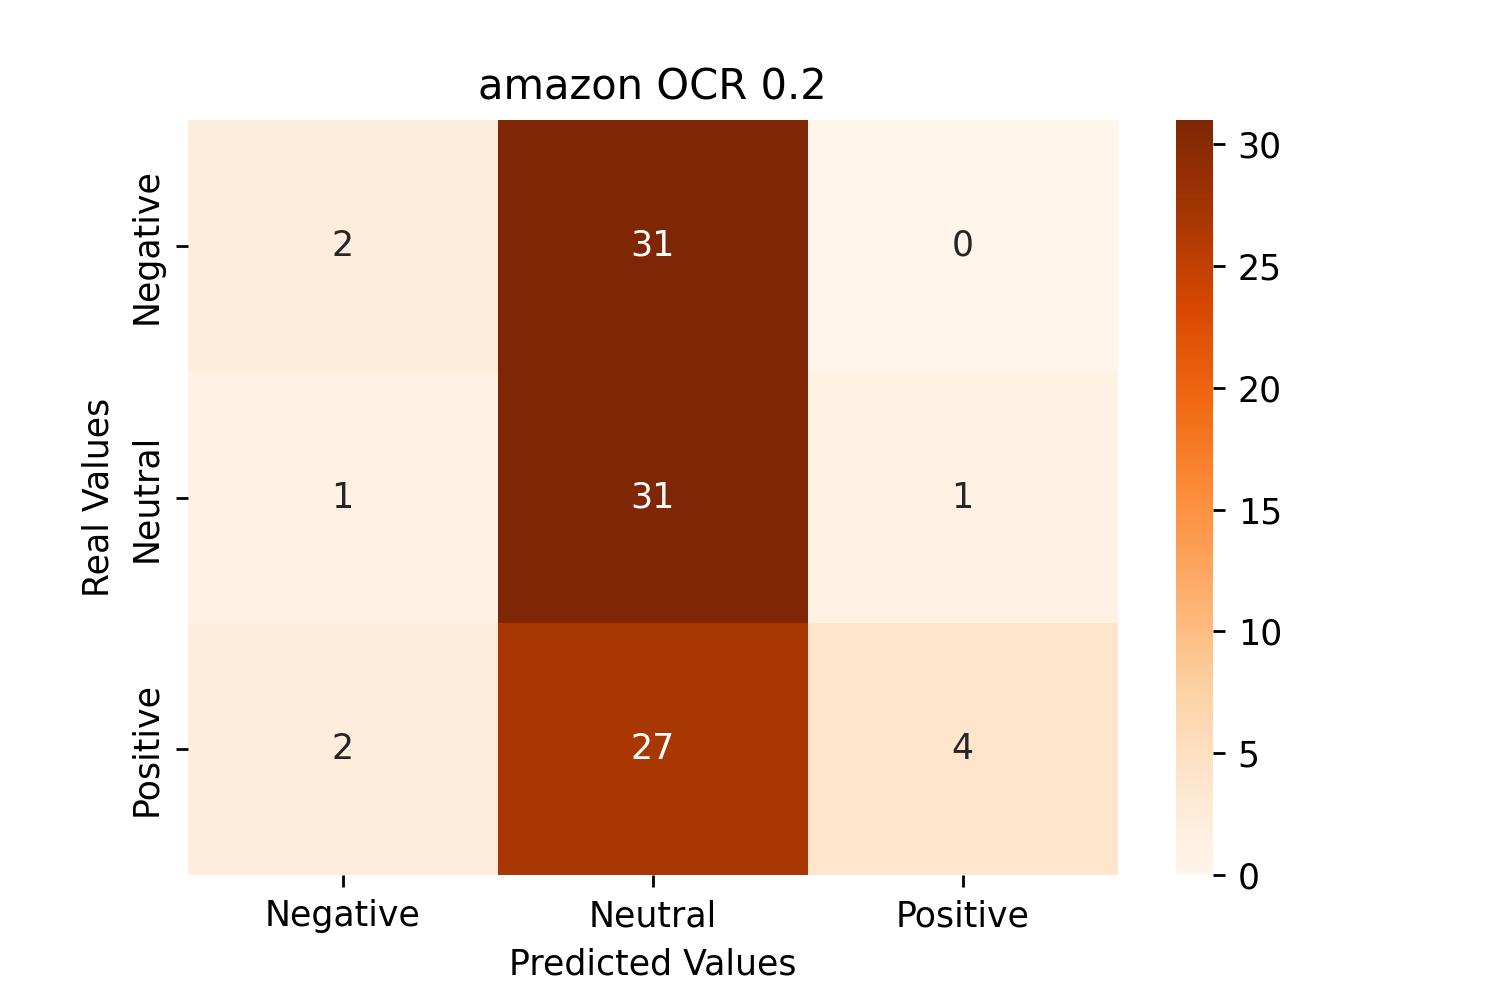 amazon OCR 0.2
Real Values
Negative
2 31 0
Neutral
1 31 1
Positive
2 27 4
Negative Neutral Positive
Predicted Values
30
25
20
15
10
5
0